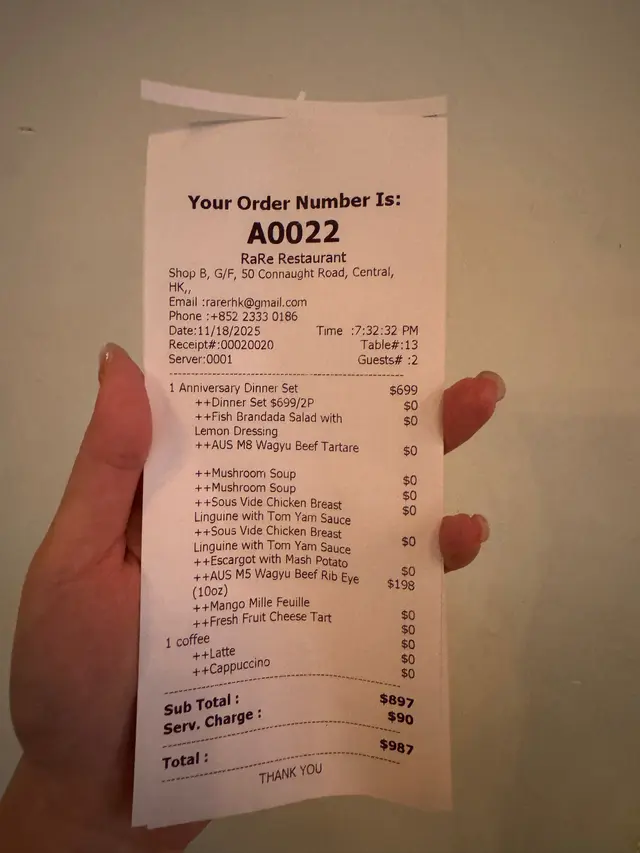 Your Order Number Is:
A0022
RaRe Restaurant
Shop B, G/F, 50 Connaught Road, Central,
HK,,
Email :rarerhk@gmail.com
Phone :+852 2333 0186
Date:11/18/2025 Time :7:32:32 PM
Receipt#:00020020 Table#:13
Server:0001 Guests# :2
1 Anniversary Dinner Set $699
++Dinner Set $699/2P $0
++Fish Brandada Salad with $0
Lemon Dressing
++AUS M8 Wagyu Beef Tartare $0
++Mushroom Soup $0
++Mushroom Soup $0
++Sous Vide Chicken Breast $0
Linguine with Tom Yam Sauce
++Sous Vide Chicken Breast $0
Linguine with Tom Yam Sauce
++Escargot with Mash Potato $0
++AUS M5 Wagyu Beef Rib Eye $198
(10oz)
++Mango Mille Feuille $0
++Fresh Fruit Cheese Tart $0
1 coffee $0
++Latte $0
++Cappuccino $0
Sub Total : $897
Serv. Charge : $90
Total : $987
THANK YOU